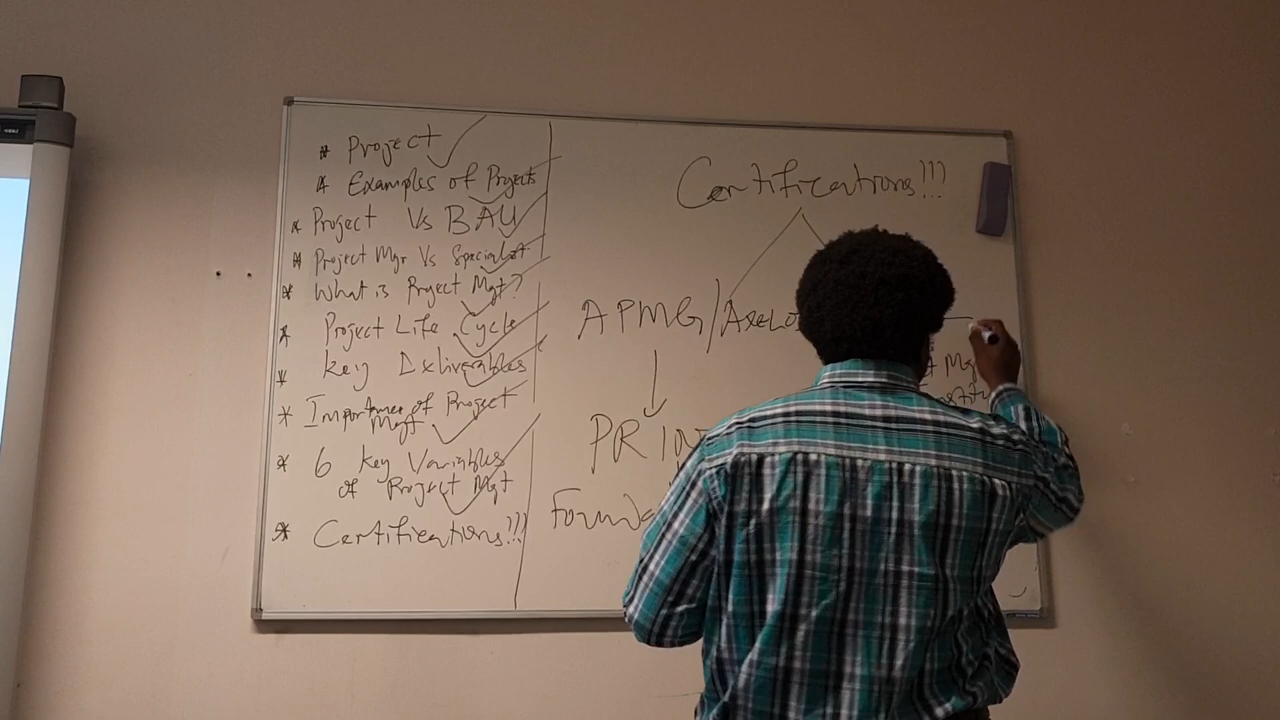 * Project
* Examples of Projects
* Project Vs BAU
* Project Mgr Vs Specialist
* What is Project Mgt?
* Project Life Cycle
* Key Deliverables
* Importance of Project
Mgt
* 6 Key Variables
of Project Mgt
* Certifications!!!
Certifications!!!
APMG/Axelo
Mg
PRIN
Founda